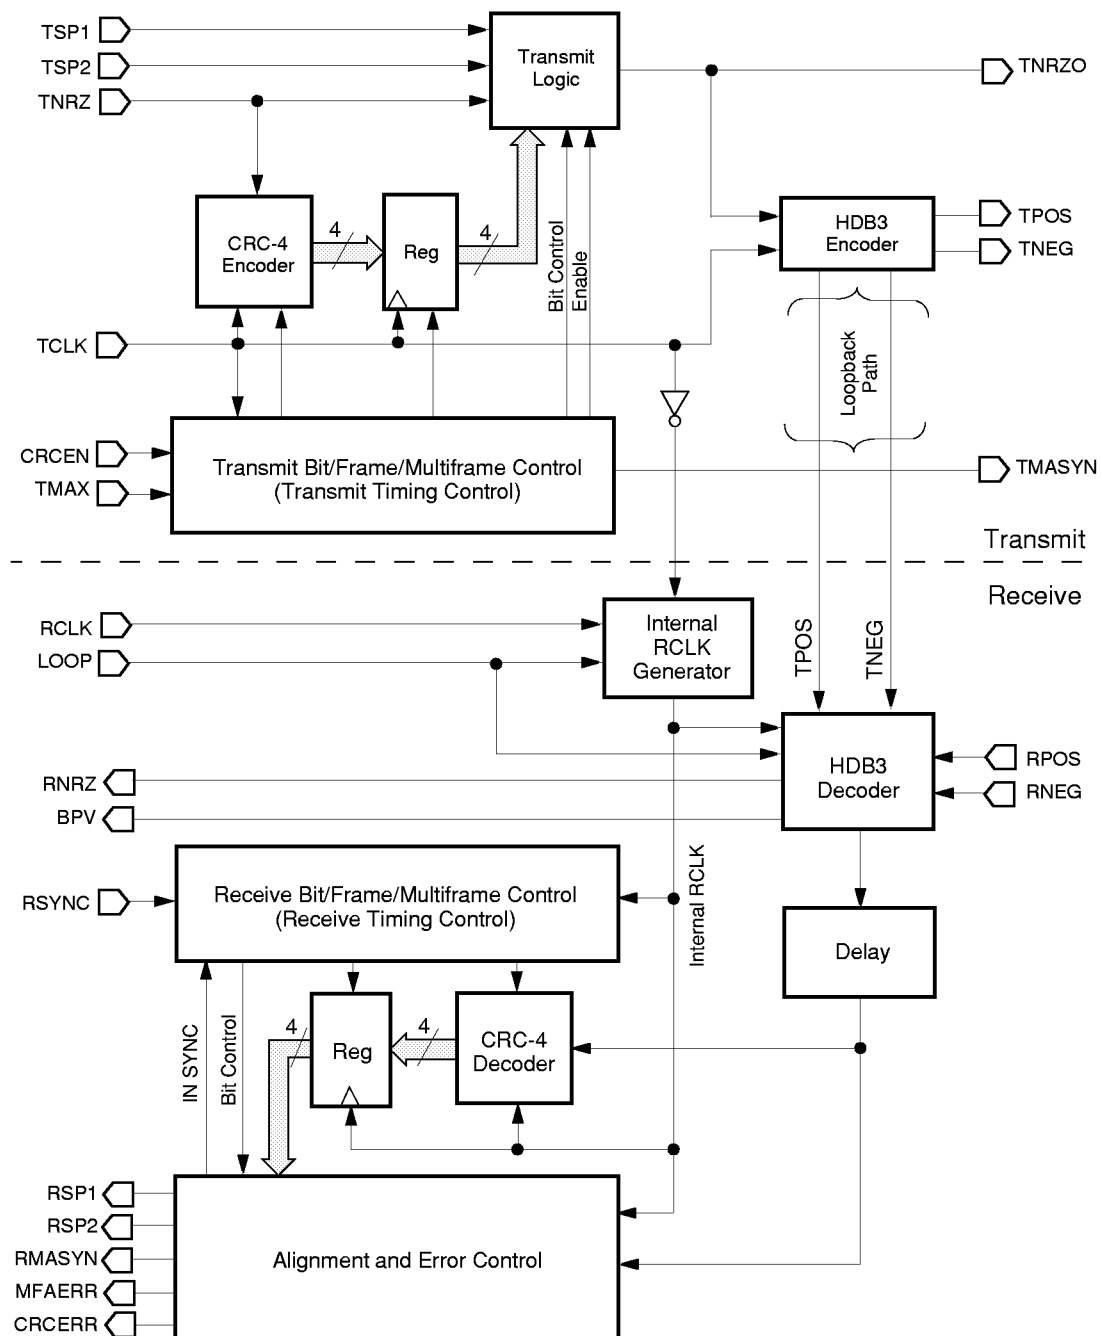 TSP1
TSP2
TNRZ
Transmit
Logic
TNRZO
CRC-4
Encoder
4
Reg
4
Bit Control
Enable
HDB3
Encoder
TPOS
TNEG
TCLK
Loopback
Path
CRCEN
TMAX
Transmit Bit/Frame/Multiframe Control
(Transmit Timing Control)
TMASYN
Transmit
Receive
RCLK
LOOP
Internal
RCLK
Generator
TPOS
TNEG
RNRZ
BPV
HDB3
Decoder
RPOS
RNEG
RSYNC
Receive Bit/Frame/Multiframe Control
(Receive Timing Control)
Internal RCLK
Delay
IN SYNC
Bit Control
4
Reg
4
CRC-4
Decoder
RSP1
RSP2
RMASYN
MFAERR
CRCERR
Alignment and Error Control